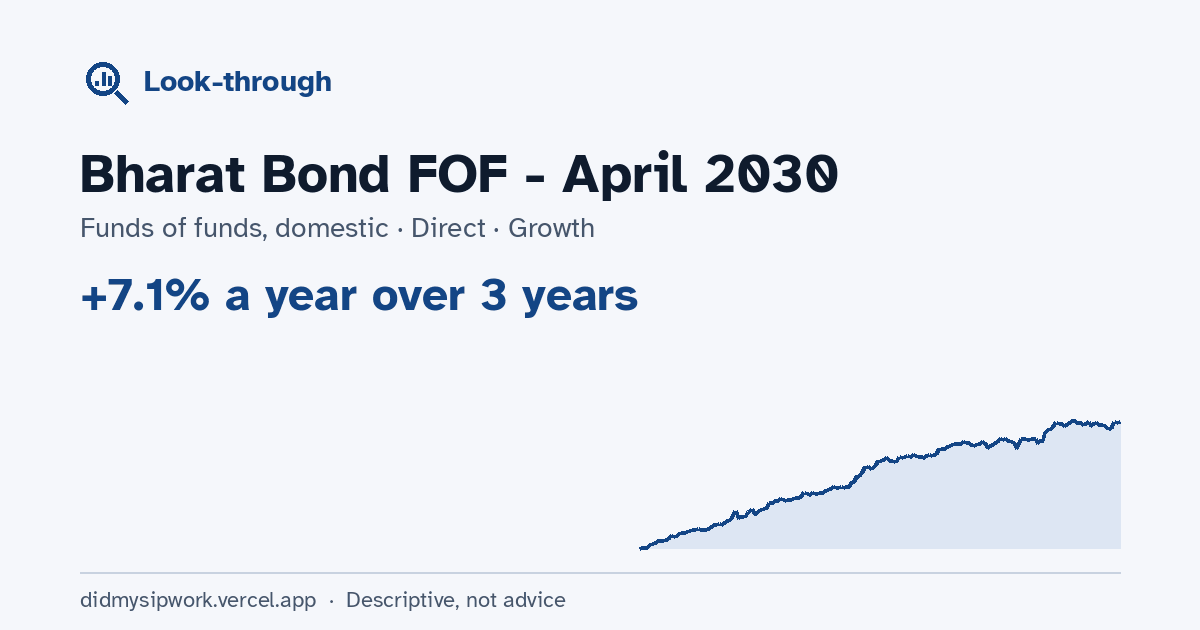 Look-through
Bharat Bond FOF - April 2030
Funds of funds, domestic · Direct · Growth
+7.1% a year over 3 years
didmysipwork.vercel.app · Descriptive, not advice